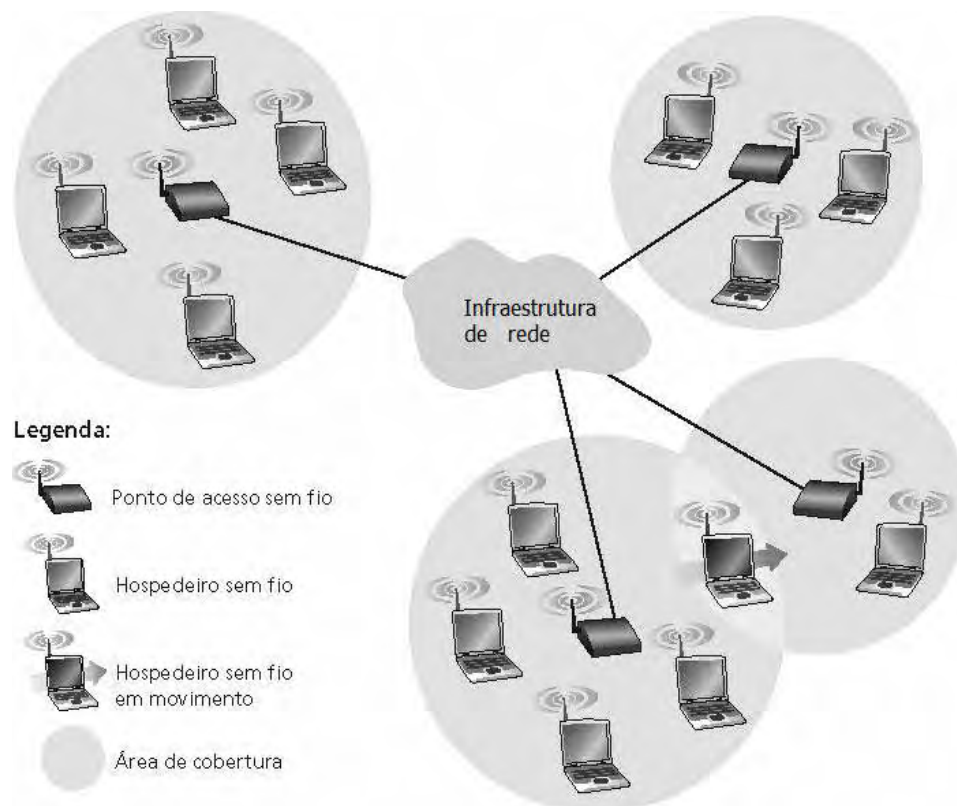 Infraestrutura
de rede
Legenda:
Ponto de acesso sem fio
Hospedeiro sem fio
Hospedeiro sem fio
em movimento
Área de cobertura